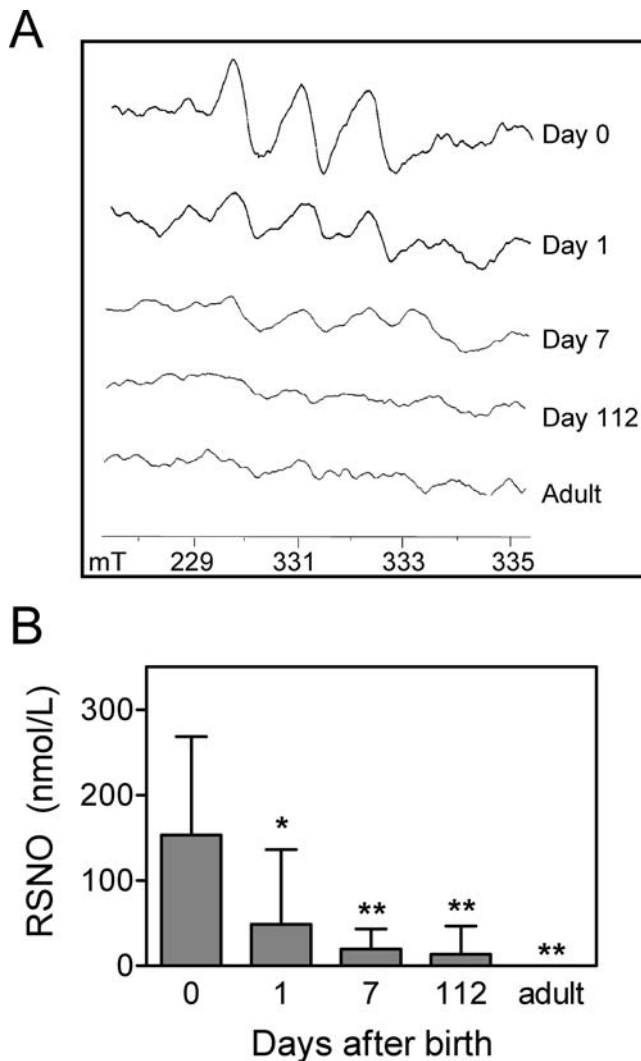 A
Day 0
Day 1
Day 7
Day 112
Adult
mT 229 331 333 335
B
RSNO (nmol/L)
300
200
100
0
*
**
**
**
0 1 7 112 adult
Days after birth